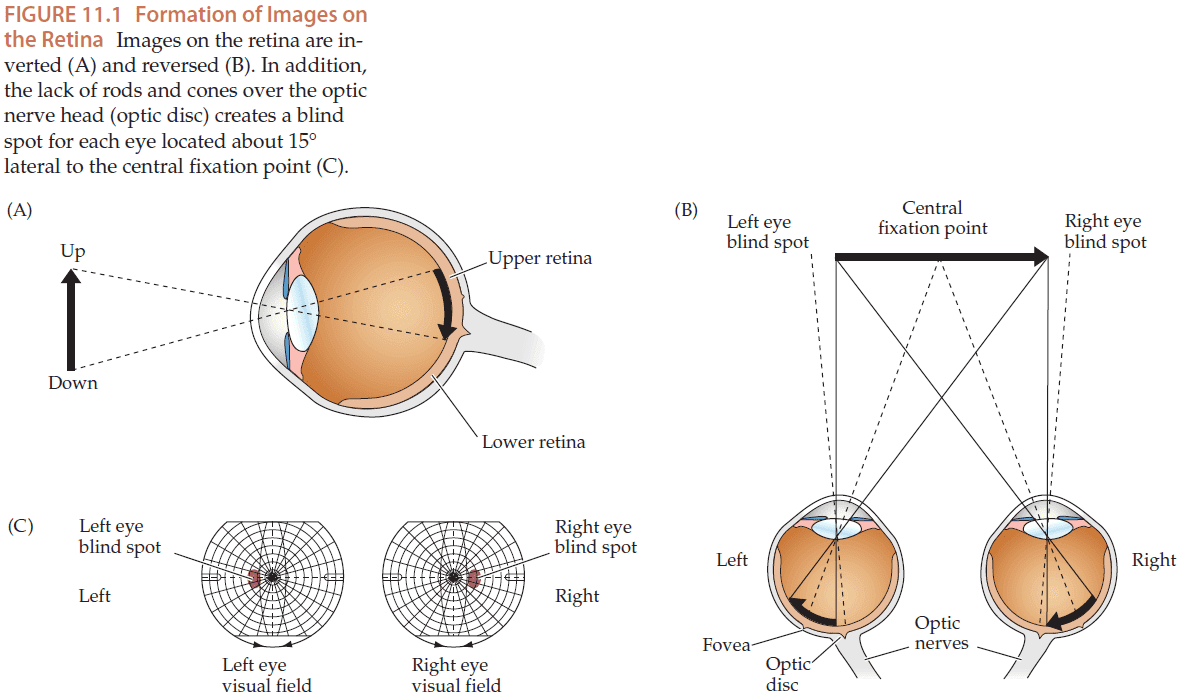 FIGURE 11.1 Formation of Images on
the Retina Images on the retina are in-
verted (A) and reversed (B). In addition,
the lack of rods and cones over the optic
nerve head (optic disc) creates a blind
spot for each eye located about 15°
lateral to the central fixation point (C).
(A)
Up
Down
Upper retina
Lower retina
(B)
Left eye
blind spot
Central
fixation point
Right eye
blind spot
Left
Right
Fovea
Optic
disc
Optic
nerves
(C)
Left eye
blind spot
Left
Right eye
blind spot
Right
Left eye
visual field
Right eye
visual field